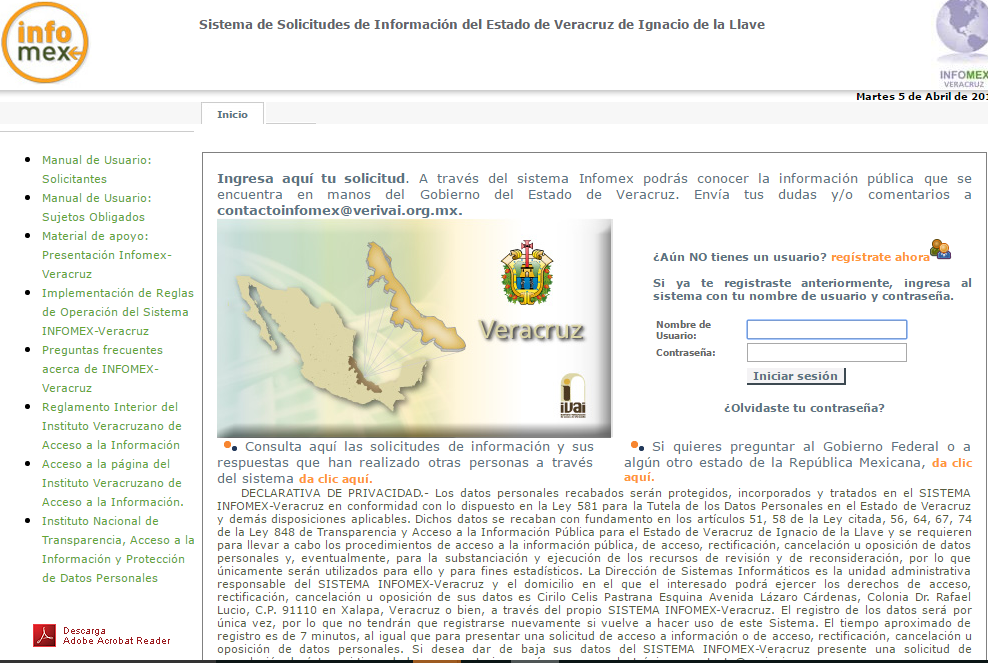 info
mex
Sistema de Solicitudes de Información del Estado de Veracruz de Ignacio de la Llave
INFOMEX
VERACRUZ
Martes 5 de Abril de 201
Inicio
Manual de Usuario:
Solicitantes
Manual de Usuario:
Sujetos Obligados
Material de apoyo:
Presentación Infomex-
Veracruz
Implementación de Reglas
de Operación del Sistema
INFOMEX-Veracruz
Preguntas frecuentes
acerca de INFOMEX-
Veracruz
Reglamento Interior del
Instituto Veracruzano de
Acceso a la Información
Acceso a la página del
Instituto Veracruzano de
Acceso a la Información.
Instituto Nacional de
Transparencia, Acceso a la
Información y Protección
de Datos Personales
Descarga
Adobe Acrobat Reader
Ingresa aquí tu solicitud. A través del sistema Infomex podrás conocer la información pública que se
encuentra en manos del Gobierno del Estado de Veracruz. Envía tus dudas y/o comentarios a
contactoinfomex@verivai.org.mx.
Veracruz
ivai
¿Aún NO tienes un usuario? regístrate ahora
Si ya te registraste anteriormente, ingresa al
sistema con tu nombre de usuario y contraseña.
Nombre de
Usuario:
Contraseña:
Iniciar sesión
¿Olvidaste tu contraseña?
Consulta aquí las solicitudes de información y sus
respuestas que han realizado otras personas a través
del sistema da clic aquí.
Si quieres preguntar al Gobierno Federal o a
algún otro estado de la República Mexicana, da clic
aquí.
DECLARATIVA DE PRIVACIDAD.- Los datos personales recabados serán protegidos, incorporados y tratados en el SISTEMA
INFOMEX-Veracruz en conformidad con lo dispuesto en la Ley 581 para la Tutela de los Datos Personales en el Estado de Veracruz
y demás disposiciones aplicables. Dichos datos se recaban con fundamento en los artículos 51, 58 de la Ley citada, 56, 64, 67, 74
de la Ley 848 de Transparencia y Acceso a la Información Pública para el Estado de Veracruz de Ignacio de la Llave y se requieren
para llevar a cabo los procedimientos de acceso a la información pública, de acceso, rectificación, cancelación u oposición de datos
personales y, eventualmente, para la substanciación y ejecución de los recursos de revisión y de reconsideración, por lo que
únicamente serán utilizados para ello y para fines estadísticos. La Dirección de Sistemas Informáticos es la unidad administrativa
responsable del SISTEMA INFOMEX-Veracruz y el domicilio en el que el interesado podrá ejercer los derechos de acceso,
rectificación, cancelación u oposición de sus datos es Cirilo Celis Pastrana Esquina Avenida Lázaro Cárdenas, Colonia Dr. Rafael
Lucio, C.P. 91110 en Xalapa, Veracruz o bien, a través del propio SISTEMA INFOMEX-Veracruz. El registro de los datos será por
única vez, por lo que no tendrán que registrarse nuevamente si vuelve a hacer uso de este Sistema. El tiempo aproximado de
registro es de 7 minutos, al igual que para presentar una solicitud de acceso a información o de acceso, rectificación, cancelación u
oposición de datos personales. Si desea dar de baja sus datos del SISTEMA INFOMEX-Veracruz presente una solicitud de